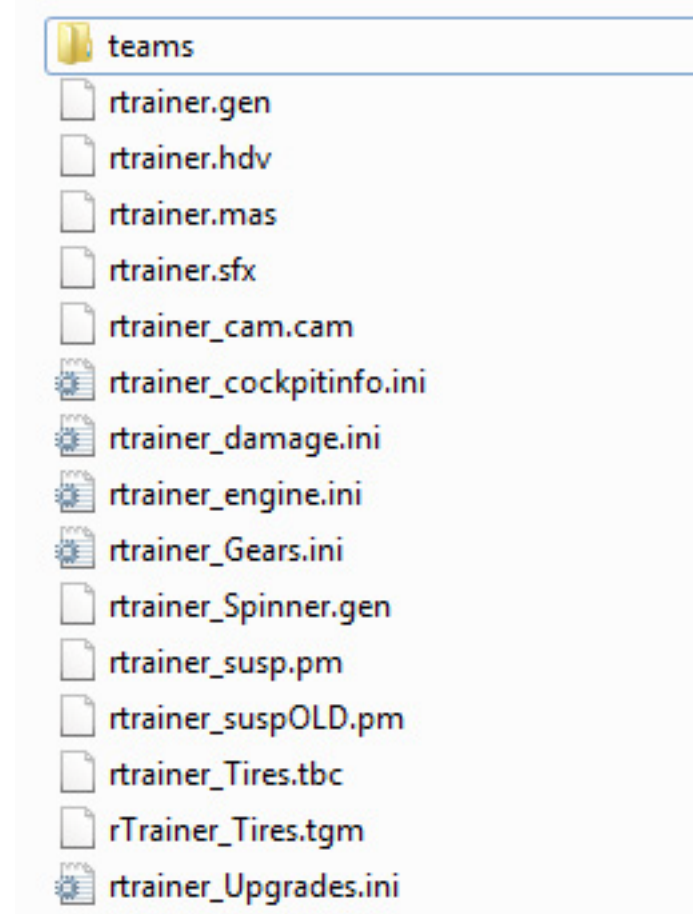 teams
rtrainer.gen
rtrainer.hdv
rtrainer.mas
rtrainer.sfx
rtrainer_cam.cam
rtrainer_cockpitinfo.ini
rtrainer_damage.ini
rtrainer_engine.ini
rtrainer_Gears.ini
rtrainer_Spinner.gen
rtrainer_susp.pm
rtrainer_suspOLD.pm
rtrainer_Tires.tbc
rTrainer_Tires.tgm
rtrainer_Upgrades.ini